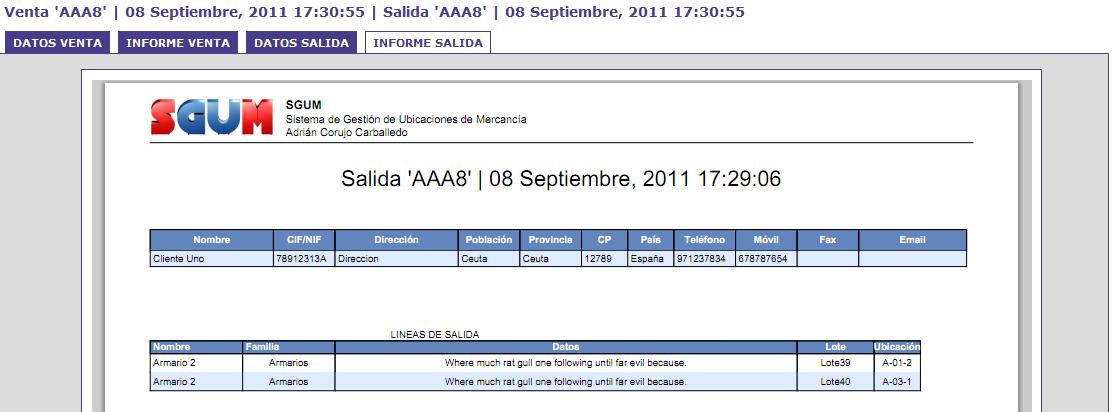 Venta 'AAA8' | 08 Septiembre, 2011 17:30:55 | Salida 'AAA8' | 08 Septiembre, 2011 17:30:55
DATOS VENTA INFORME VENTA DATOS SALIDA INFORME SALIDA
SGUM
SGUM
Sistema de Gestión de Ubicaciones de Mercancía
Adrián Corujo Carballedo
Salida 'AAA8' | 08 Septiembre, 2011 17:29:06
Nombre CIF/NIF Dirección Población Provincia CP País Teléfono Móvil Fax Email
Cliente Uno 78912313A Direccion Ceuta Ceuta 12789 España 971237834 678787654
LINEAS DE SALIDA
Nombre Familia Datos Lote Ubicación
Armario 2 Armarios Where much rat gull one following until far evil because. Lote39 A-01-2
Armario 2 Armarios Where much rat gull one following until far evil because. Lote40 A-03-1